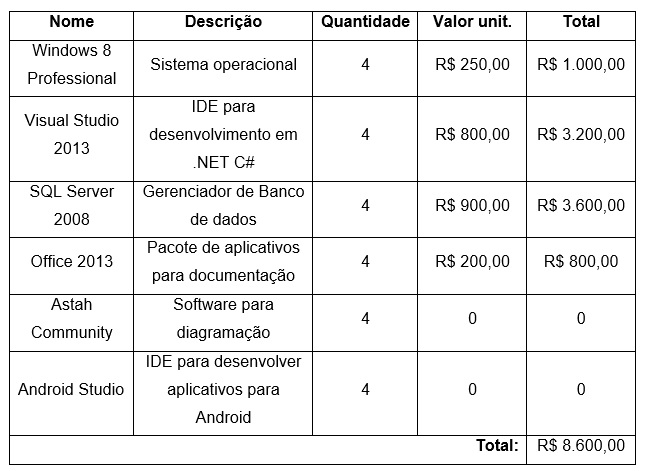 Nome Descrição Quantidade Valor unit. Total
Windows 8
Professional
Sistema operacional
4
R$ 250,00
R$ 1.000,00
Visual Studio
2013
IDE para
desenvolvimento em
.NET C#
4
R$ 800,00
R$ 3.200,00
SQL Server
2008
Gerenciador de Banco
de dados
4
R$ 900,00
R$ 3.600,00
Office 2013
Pacote de aplicativos
para documentação
4
R$ 200,00
R$ 800,00
Astah
Community
Software para
diagramação
4
0
0
Android Studio
IDE para desenvolver
aplicativos para
Android
4
0
0
Total: R$ 8.600,00